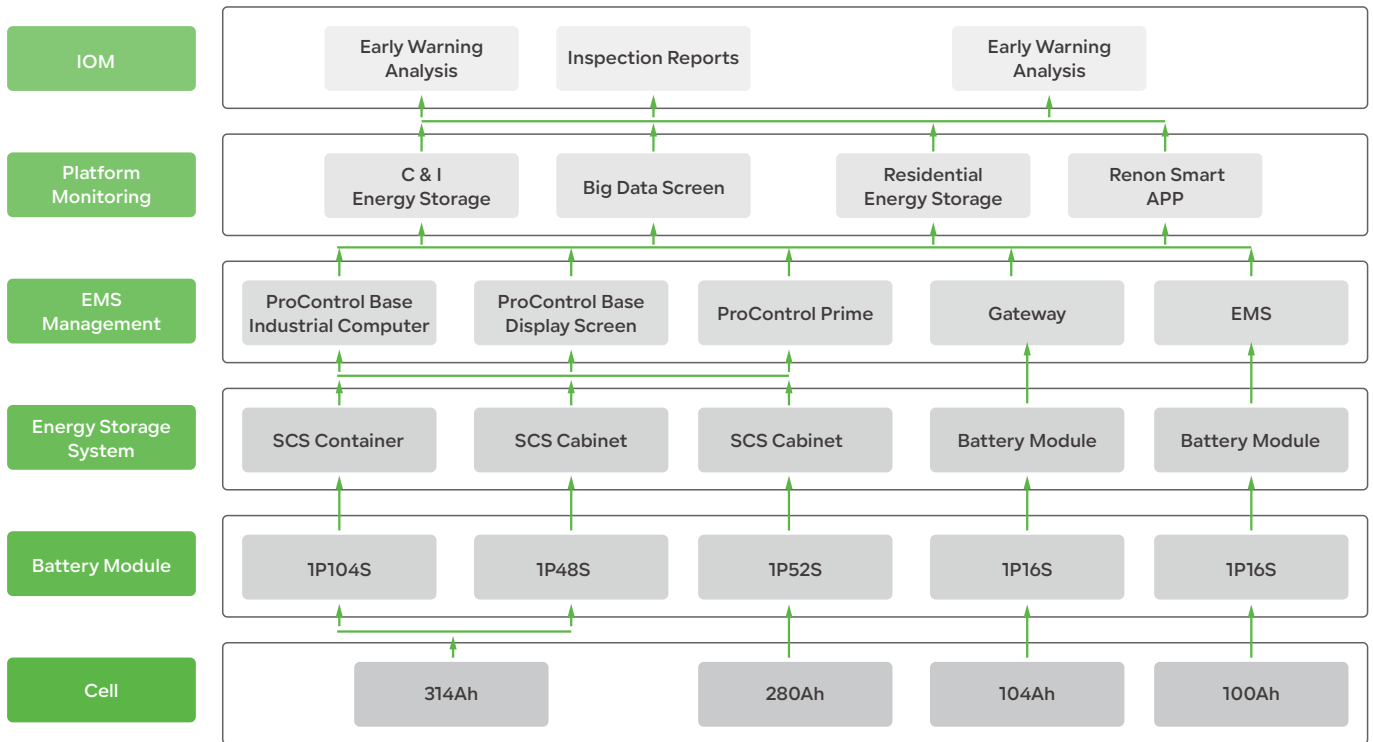 IOM
Early Warning
Analysis
Inspection Reports
Early Warning
Analysis
Platform
Monitoring
C & I
Energy Storage
Big Data Screen
Residential
Energy Storage
Renon Smart
APP
EMS
Management
ProControl Base
Industrial Computer
ProControl Base
Display Screen
ProControl Prime
Gateway
EMS
Energy Storage
System
SCS Container
SCS Cabinet
SCS Cabinet
Battery Module
Battery Module
Battery Module
1P104S
1P48S
1P52S
1P16S
1P16S
Cell
314Ah
280Ah
104Ah
100Ah